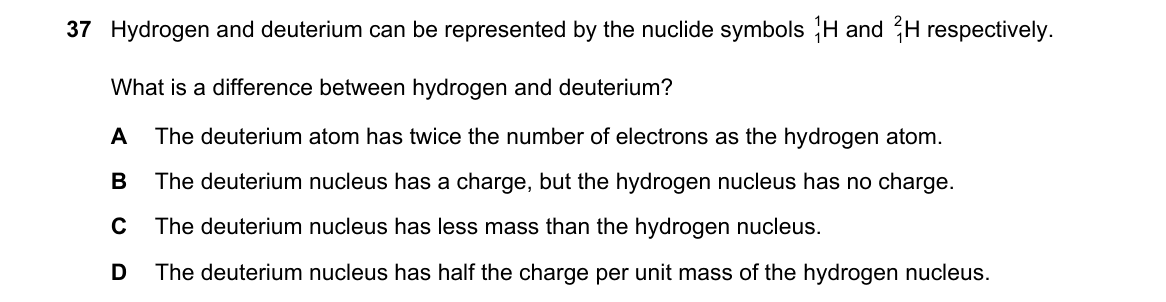 37 Hydrogen and deuterium can be represented by the nuclide symbols ¹₁H and ²₁H respectively.
What is a difference between hydrogen and deuterium?
A The deuterium atom has twice the number of electrons as the hydrogen atom.
B The deuterium nucleus has a charge, but the hydrogen nucleus has no charge.
C The deuterium nucleus has less mass than the hydrogen nucleus.
D The deuterium nucleus has half the charge per unit mass of the hydrogen nucleus.